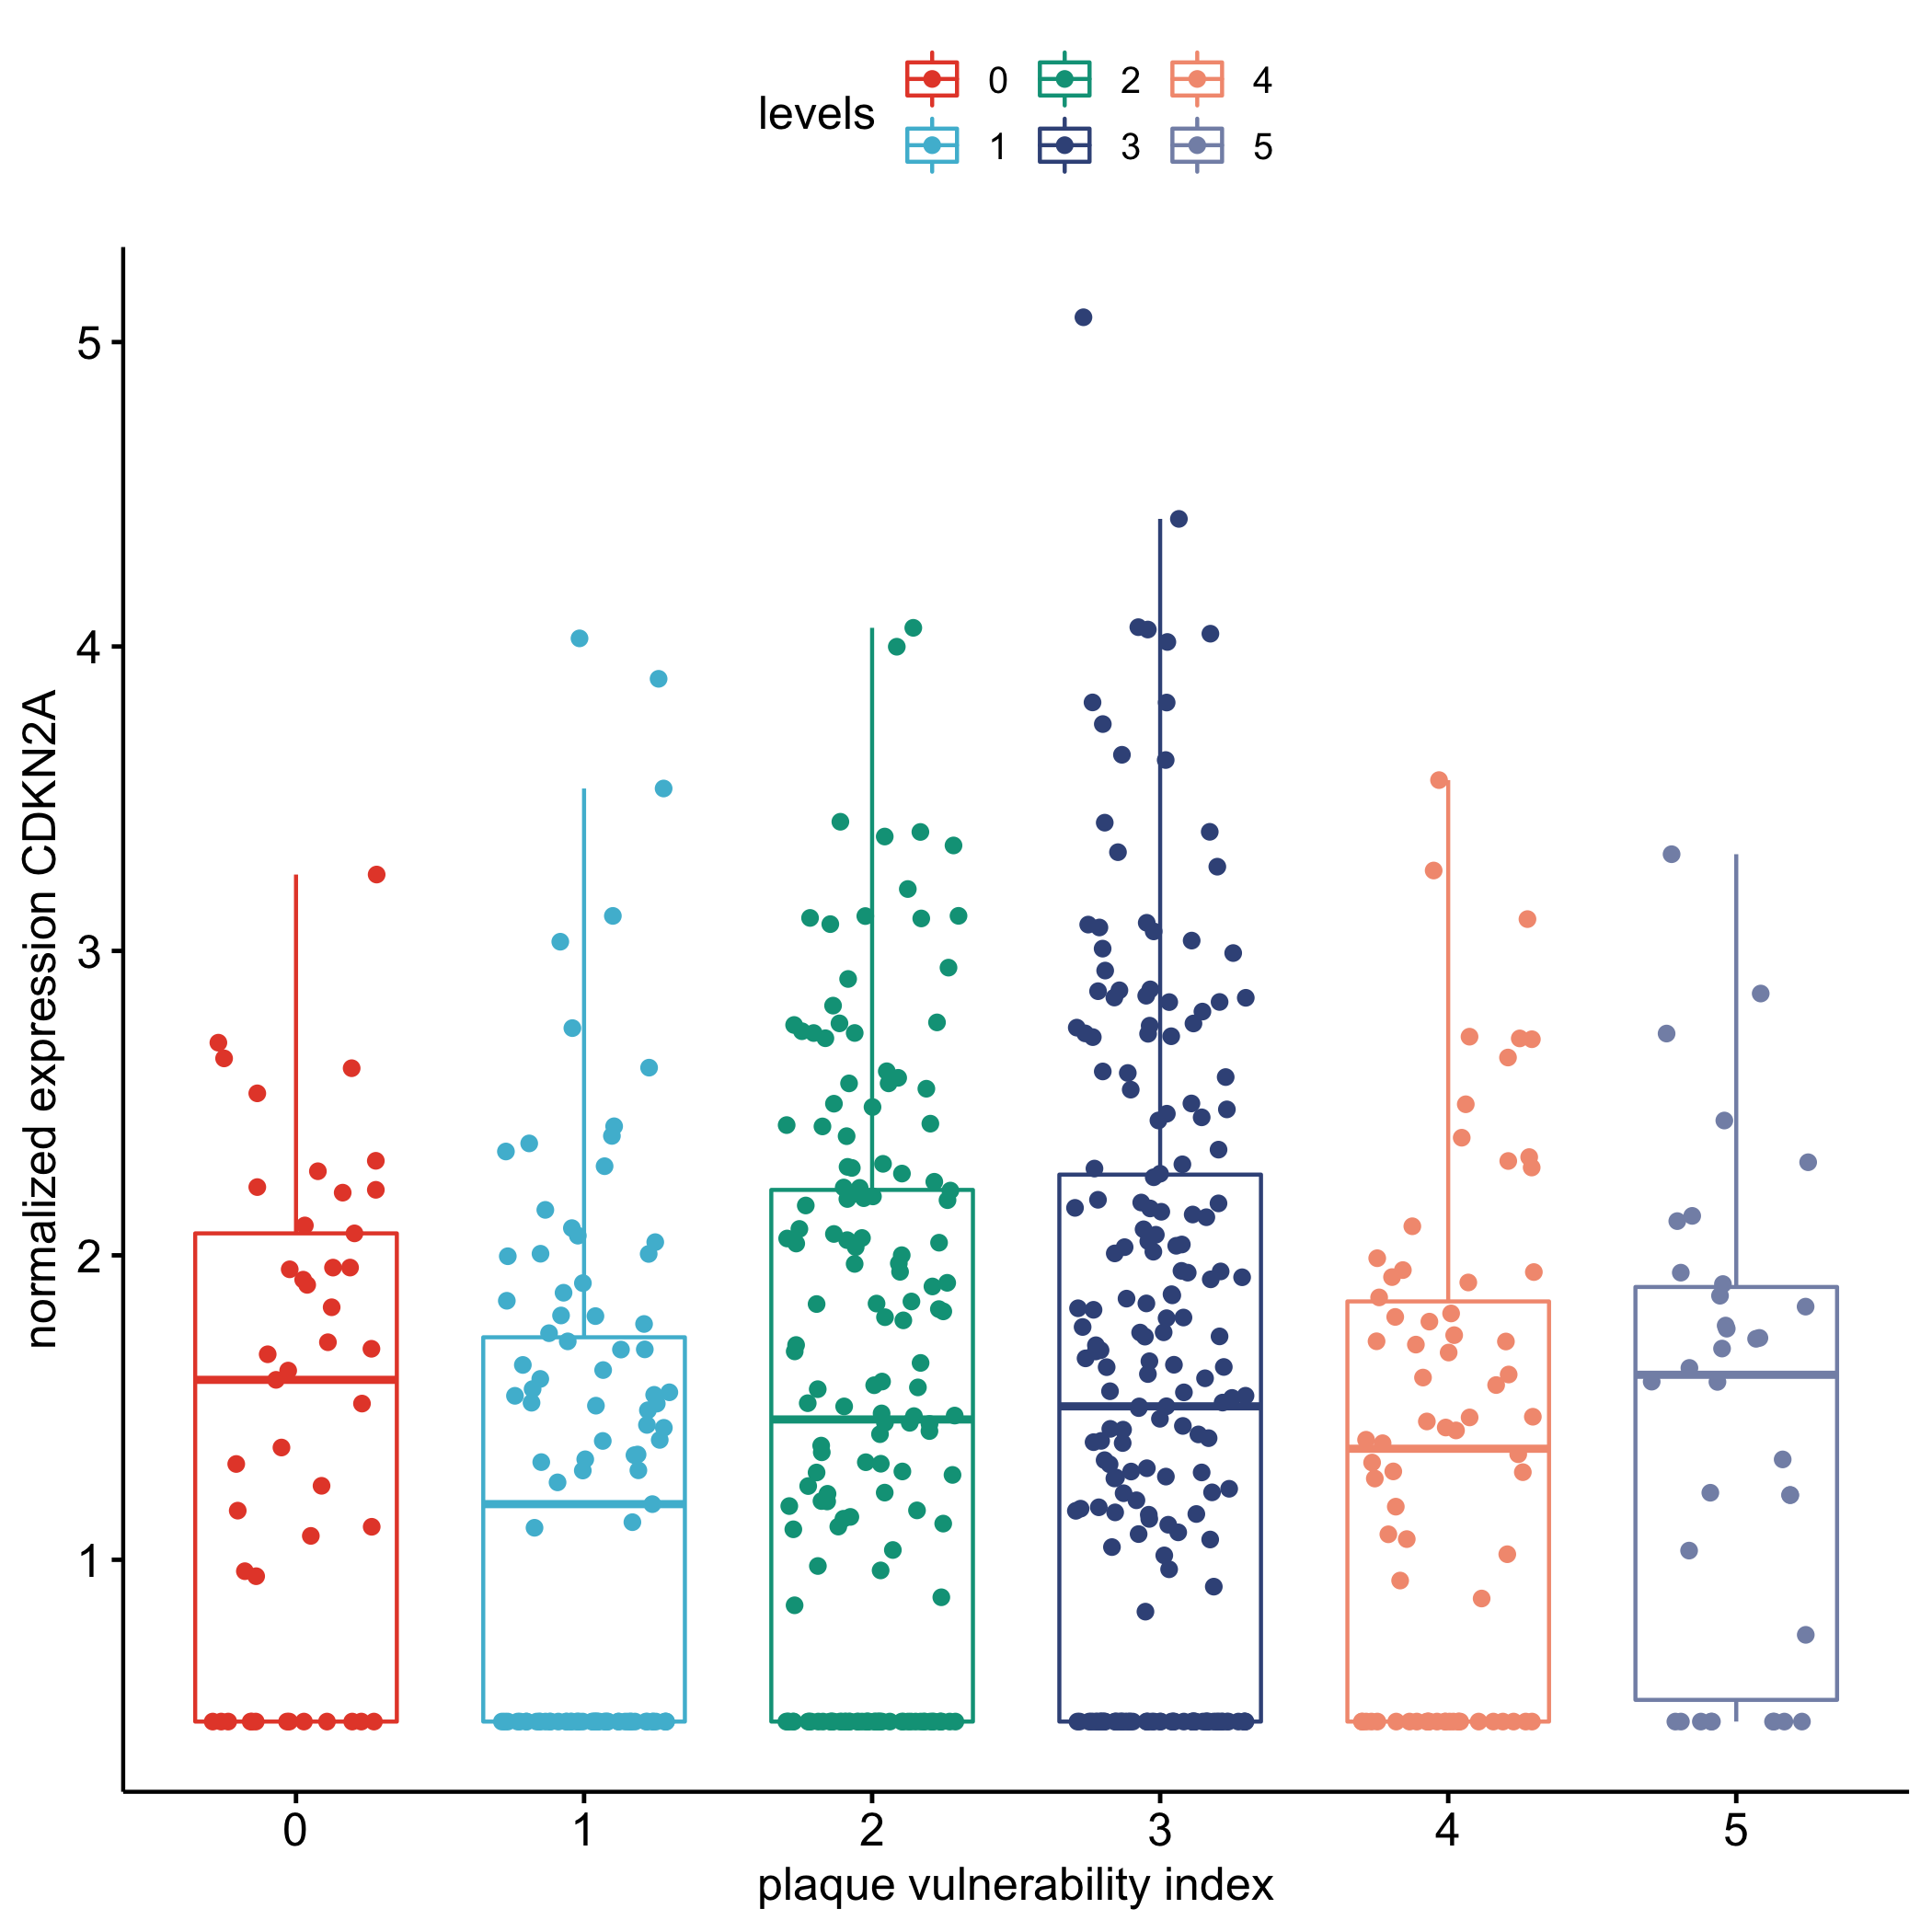 levels
0 2 4
1 3 5
normalized expression CDKN2A
5
4
3
2
1
0 1 2 3 4 5
plaque vulnerability index